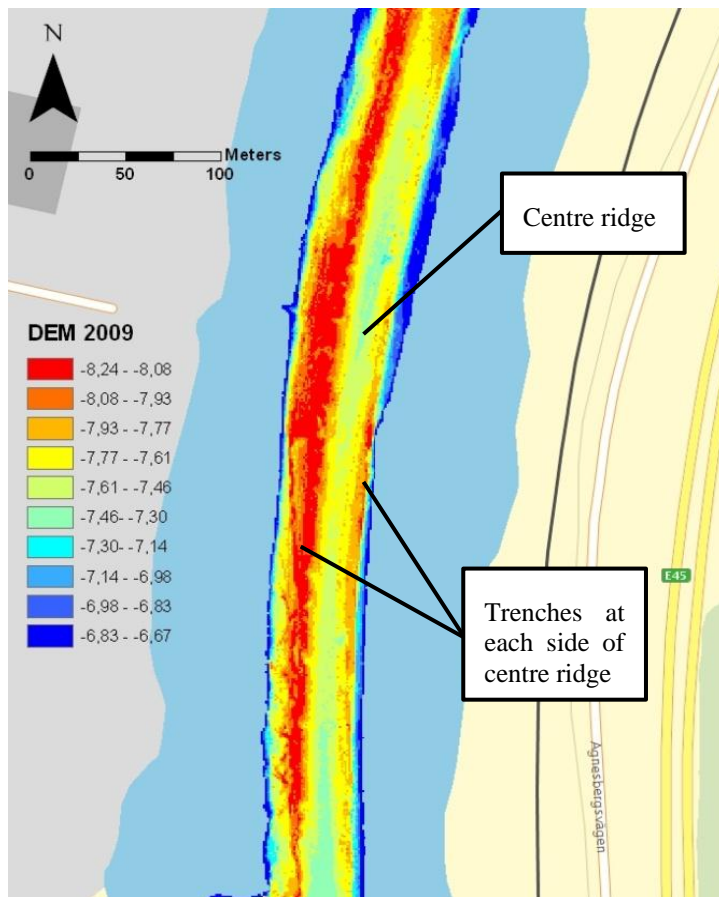 N
Meters
0 50 100
Centre ridge
DEM 2009
-8,24 - -8,08
-8,08 - -7,93
-7,93 - -7,77
-7,77 - -7,61
-7,61 - -7,46
-7,46- -7,30
-7,30 - -7,14
-7,14 - -6,98
-6,98 - -6,83
-6,83 - -6,67
E45
Trenches at
each side of
centre ridge
Agnesbergsvägen